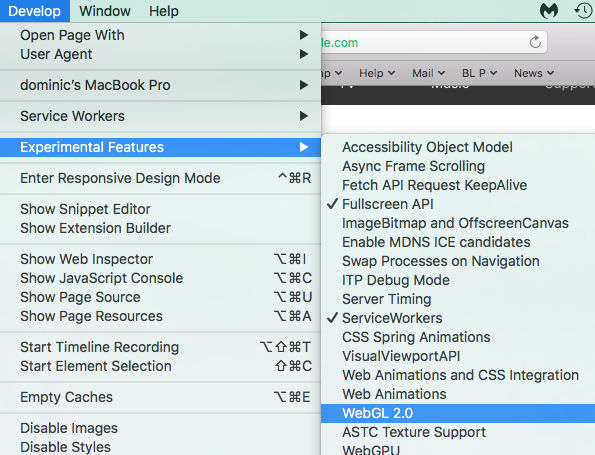 Develop Window Help
Open Page With
User Agent
dominic's MacBook Pro
Service Workers
Experimental Features
Enter Responsive Design Mode ^⌘R
Show Snippet Editor
Show Extension Builder
Show Web Inspector ⌥⌘I
Show JavaScript Console ⌥⌘C
Show Page Source ⌥⌘U
Show Page Resources ⌥⌘A
Start Timeline Recording ⌥⇧⌘T
Start Element Selection ⇧⌘C
Empty Caches ⌥⌘E
Disable Images
Disable Styles
le.com
Help Mail BL P News
Music
Support
Accessibility Object Model
Async Frame Scrolling
Fetch API Request KeepAlive
✓ Fullscreen API
ImageBitmap and OffscreenCanvas
Enable MDNS ICE candidates
Swap Processes on Navigation
ITP Debug Mode
Server Timing
✓ ServiceWorkers
CSS Spring Animations
VisualViewportAPI
Web Animations and CSS Integration
Web Animations
WebGL 2.0
ASTC Texture Support
WebGPU